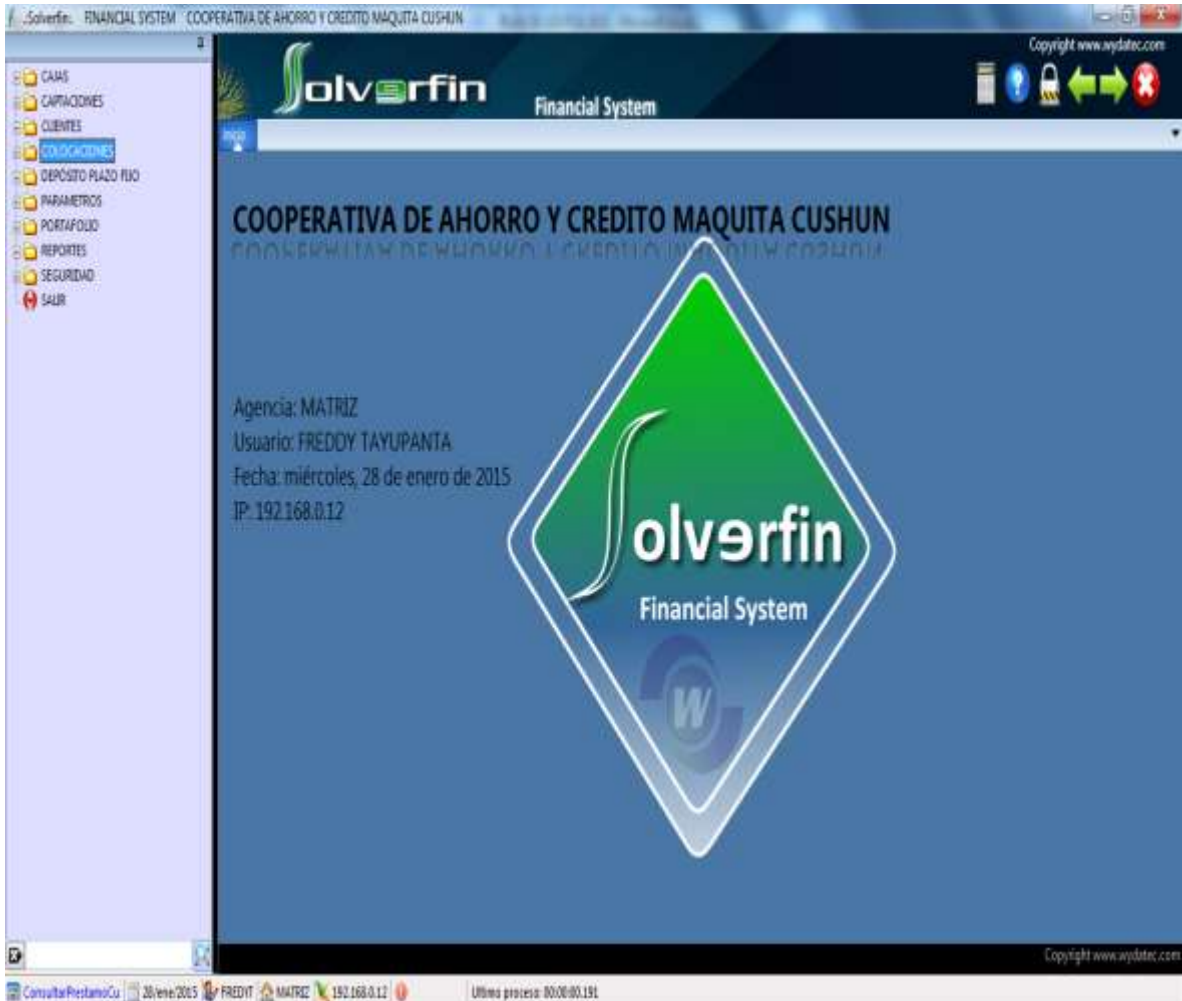 .:Solverfin:. FINANCIAL SYSTEM COOPERATIVA DE AHORRO Y CREDITO MAQUITA CUSHUN
CAJAS
CAPTACIONES
CLIENTES
COLOCACIONES
DEPÓSITO PLAZO FIJO
PARAMETROS
PORTAFOLIO
REPORTES
SEGURIDAD
SALIR
Solverfin
Financial System
Copyright www.wydatec.com
Inicio
COOPERATIVA DE AHORRO Y CREDITO MAQUITA CUSHUN
Agencia: MATRIZ
Usuario: FREDDY TAYUPANTA
Fecha: miércoles, 28 de enero de 2015
IP: 192.168.0.12
Solverfin
Financial System
W
Copyright www.wydatec.com
ConsultarPrestamoCu 28/ene/2015 FREDYT MATRIZ 192.168.0.12 Ultimo proceso: 00:00:00.191